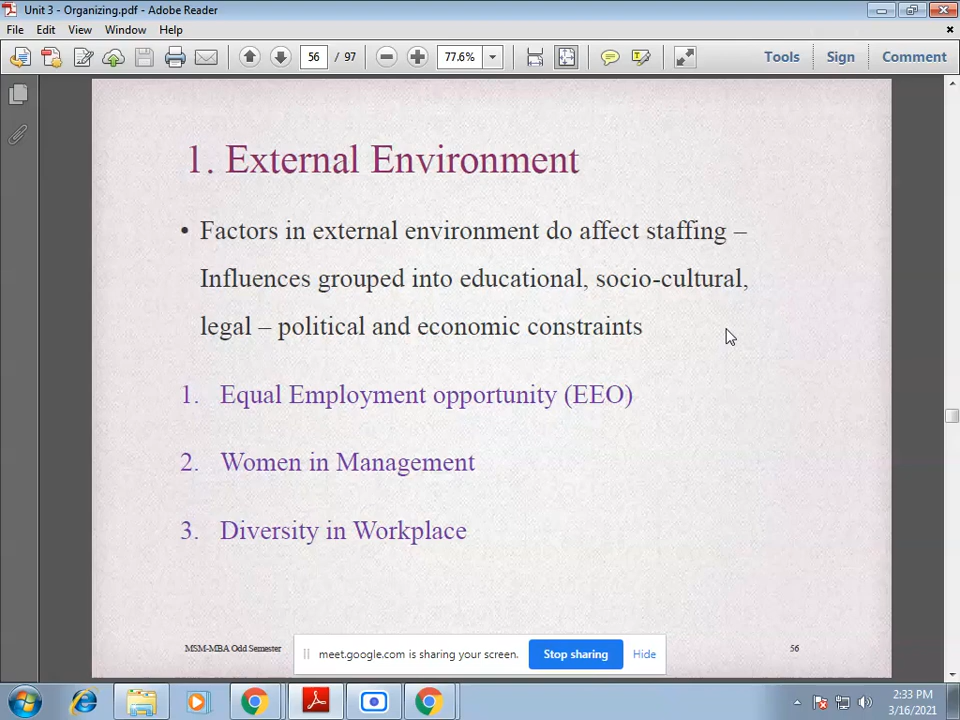 Unit 3 - Organizing.pdf - Adobe Reader
File Edit View Window Help
56 / 97 77.6% Tools Sign Comment
1. External Environment
• Factors in external environment do affect staffing –
Influences grouped into educational, socio-cultural,
legal – political and economic constraints
1. Equal Employment opportunity (EEO)
2. Women in Management
3. Diversity in Workplace
MSM-MBA Odd Semester
meet.google.com is sharing your screen. Stop sharing Hide
56
2:33 PM
3/16/2021